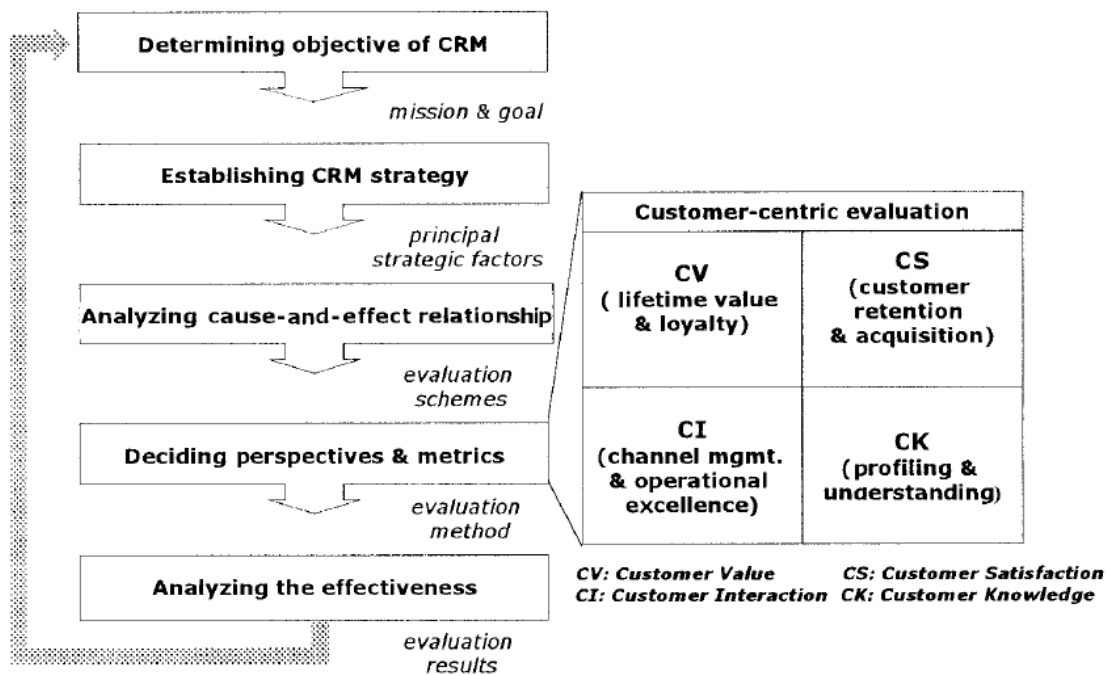 Determining objective of CRM
mission & goal
Establishing CRM strategy
principal
strategic factors
Analyzing cause-and-effect relationship
evaluation
schemes
Deciding perspectives & metrics
evaluation
method
Analyzing the effectiveness
evaluation
results
Customer-centric evaluation
CV
( lifetime value
& loyalty)
CS
(customer
retention
& acquisition)
CI
(channel mgmt.
& operational
excellence)
CK
(profiling &
understanding)
CV: Customer Value CS: Customer Satisfaction
CI: Customer Interaction CK: Customer Knowledge